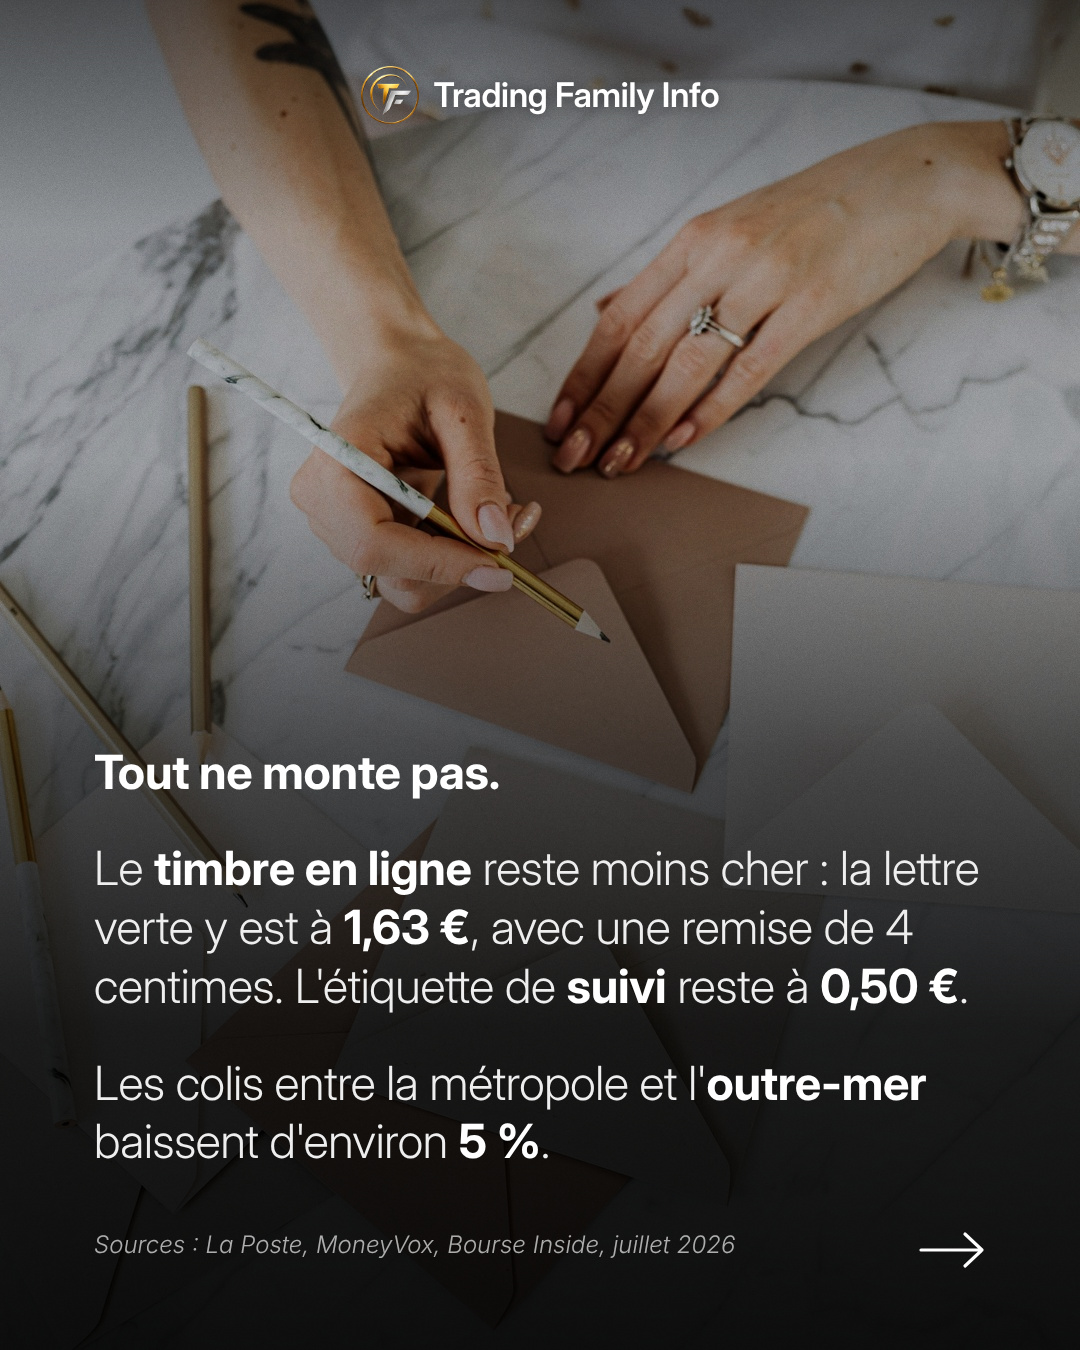 TF Trading Family Info
Tout ne monte pas.
Le timbre en ligne reste moins cher : la lettre
verte y est à 1,63 €, avec une remise de 4
centimes. L'étiquette de suivi reste à 0,50 €.
Les colis entre la métropole et l'outre-mer
baissent d'environ 5 %.
Sources : La Poste, MoneyVox, Bourse Inside, juillet 2026